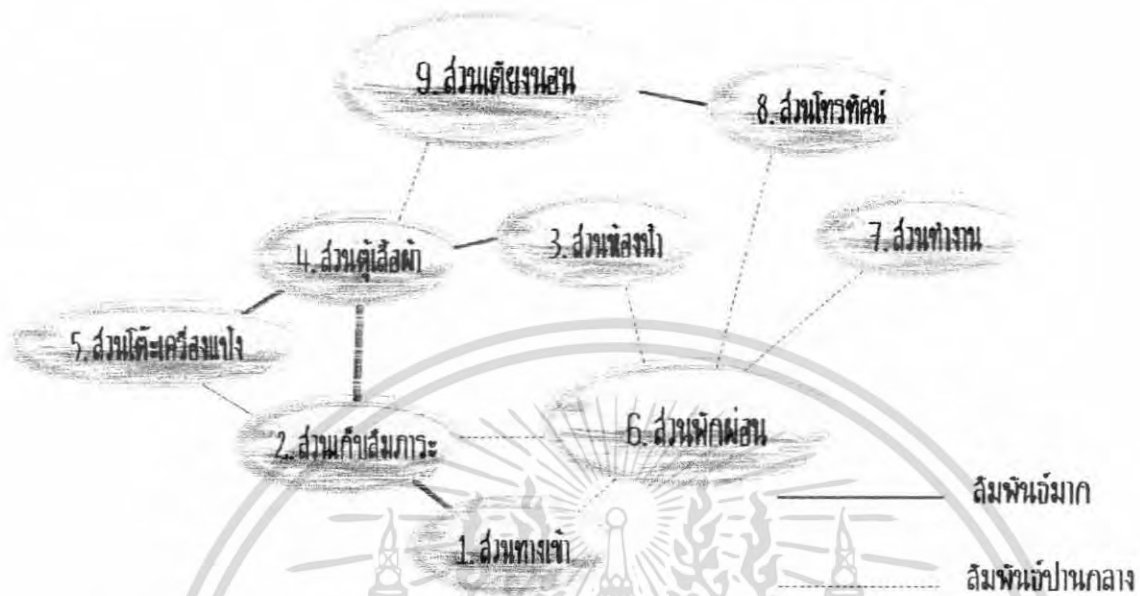 9. ส่วนเตียงนอน
8. ส่วนโทรทัศน์
3. ส่วนห้องน้ำ
7. ส่วนทำงาน
4. ส่วนตู้เสื้อผ้า
5. ส่วนโต๊ะเครื่องแป้ง
2. ส่วนเก็บสัมภาระ
6. ส่วนพักผ่อน
สัมพันธ์มาก
1. ส่วนทางเข้า
สัมพันธ์ปานกลาง